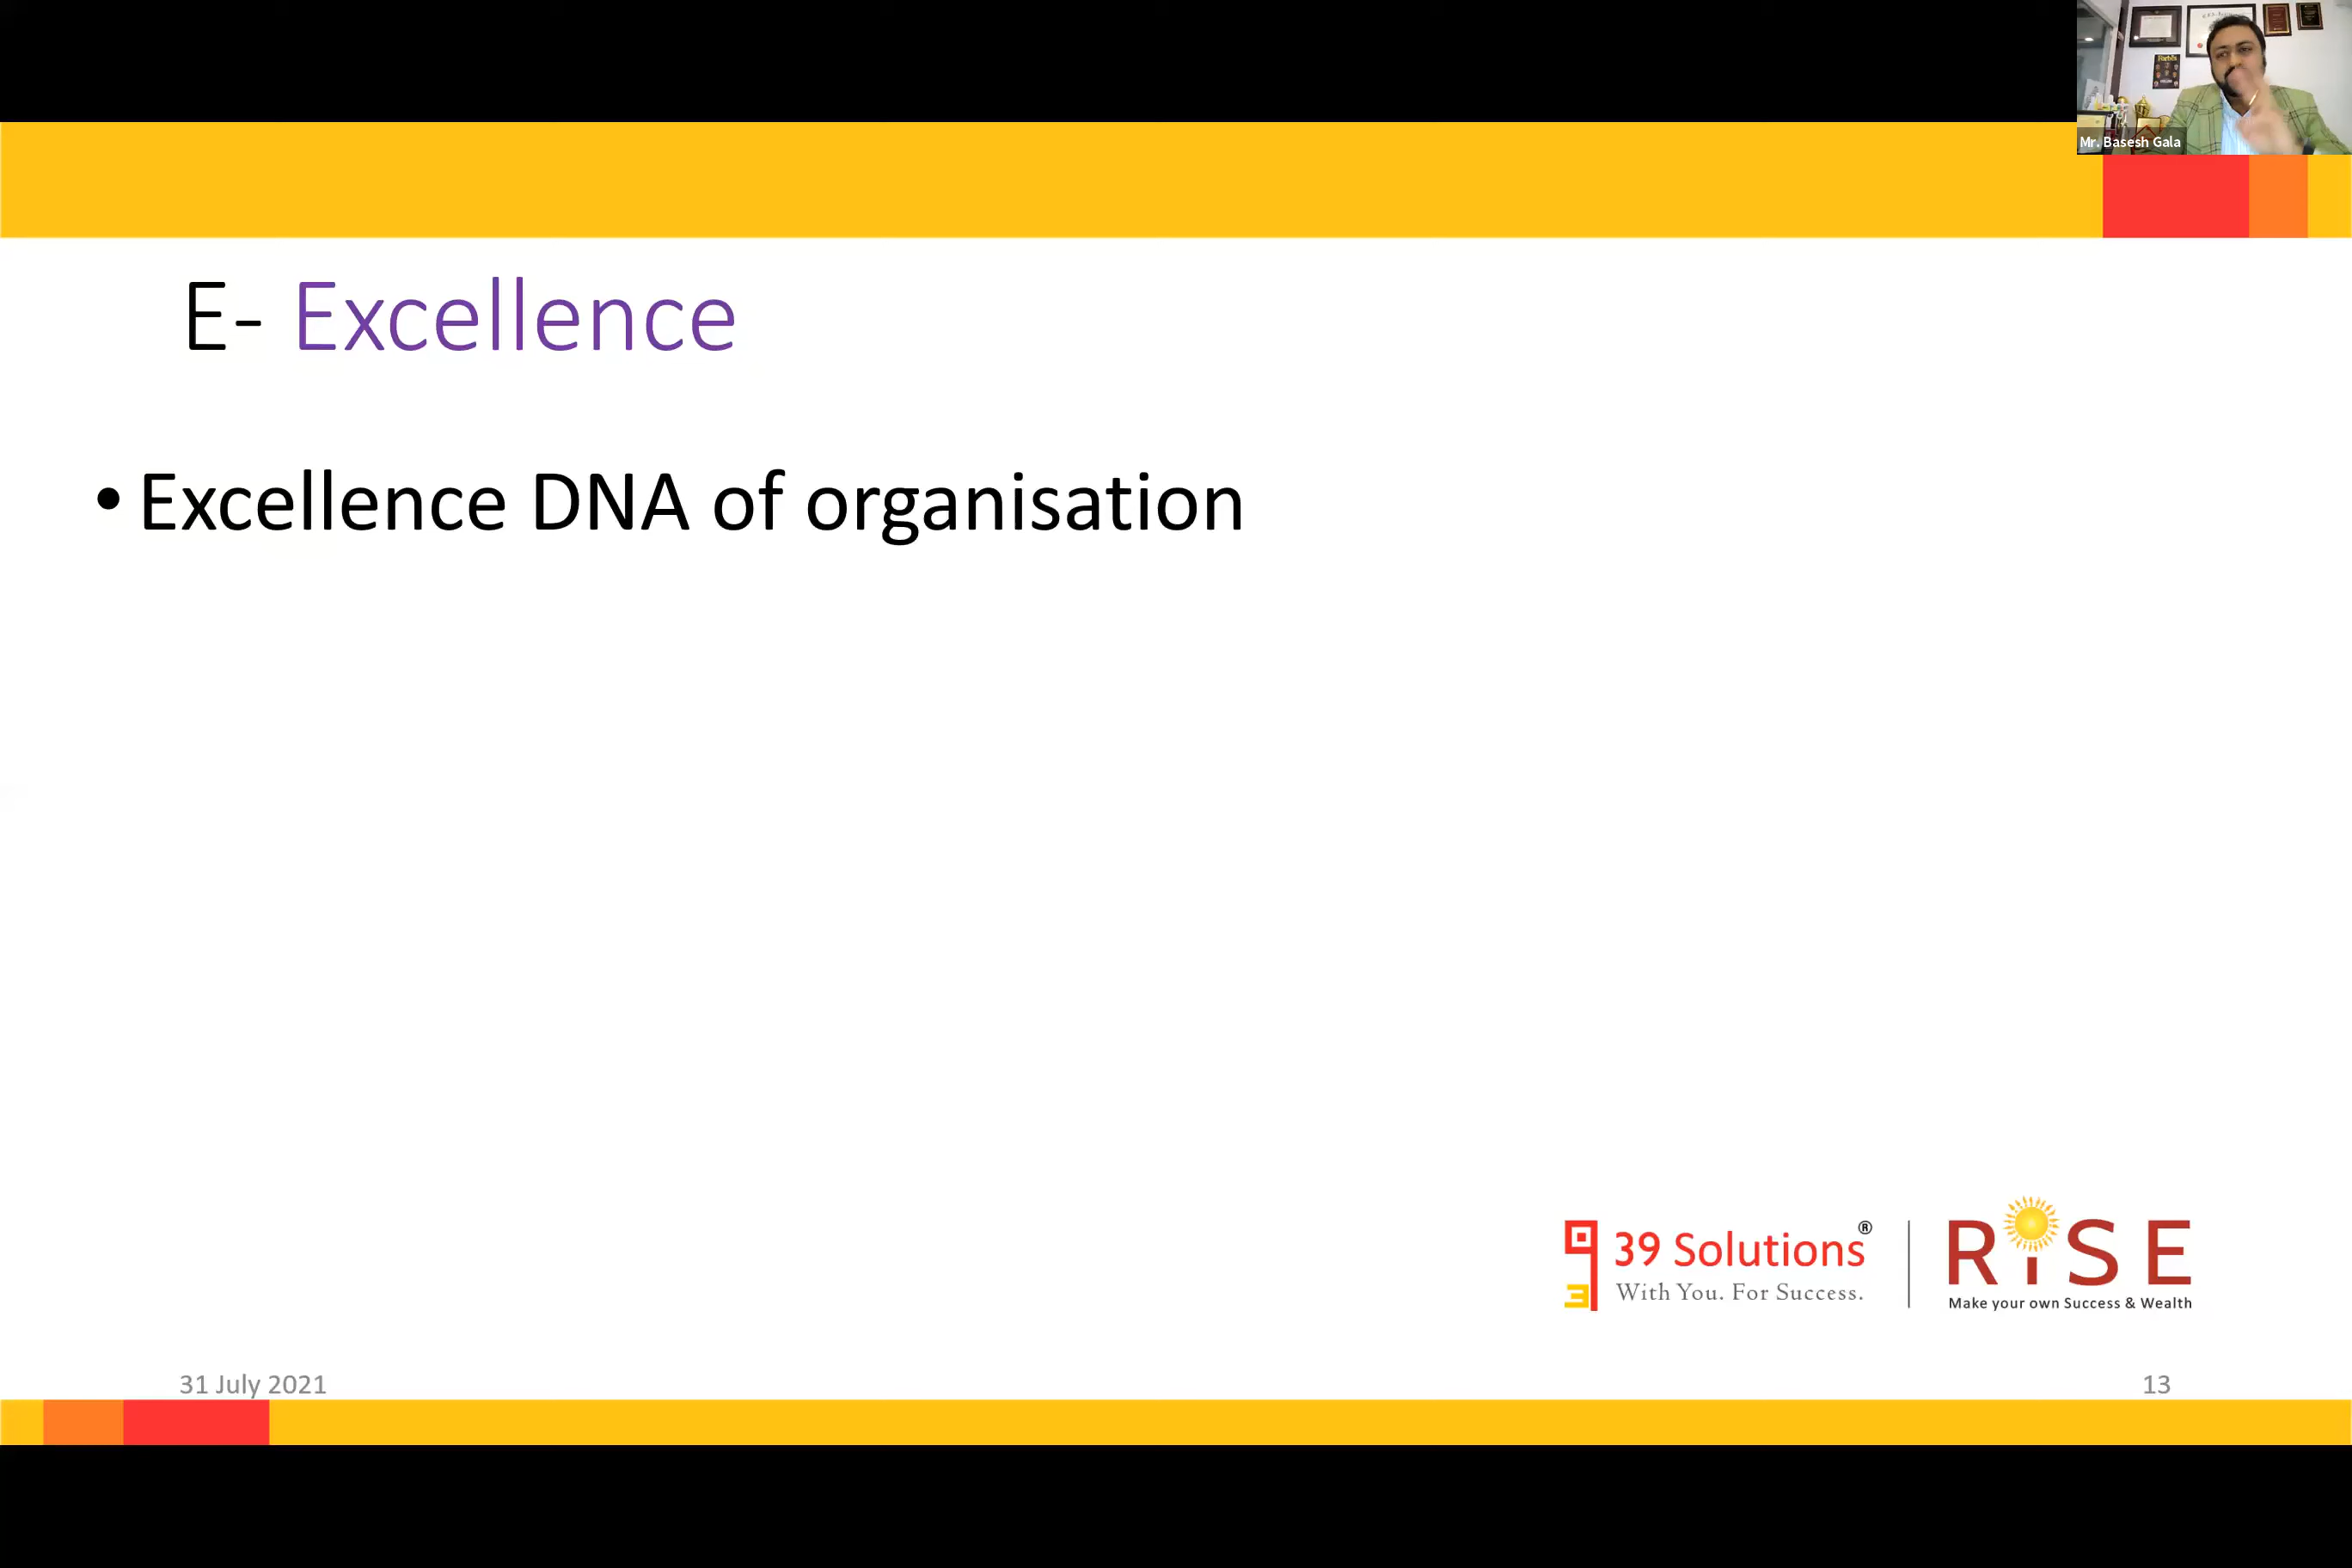 Forbes
Mr. Basesh Gala
E- Excellence
• Excellence DNA of organisation
39 Solutions®
With You. For Success.
RiSE
Make your own Success & Wealth
31 July 2021
13